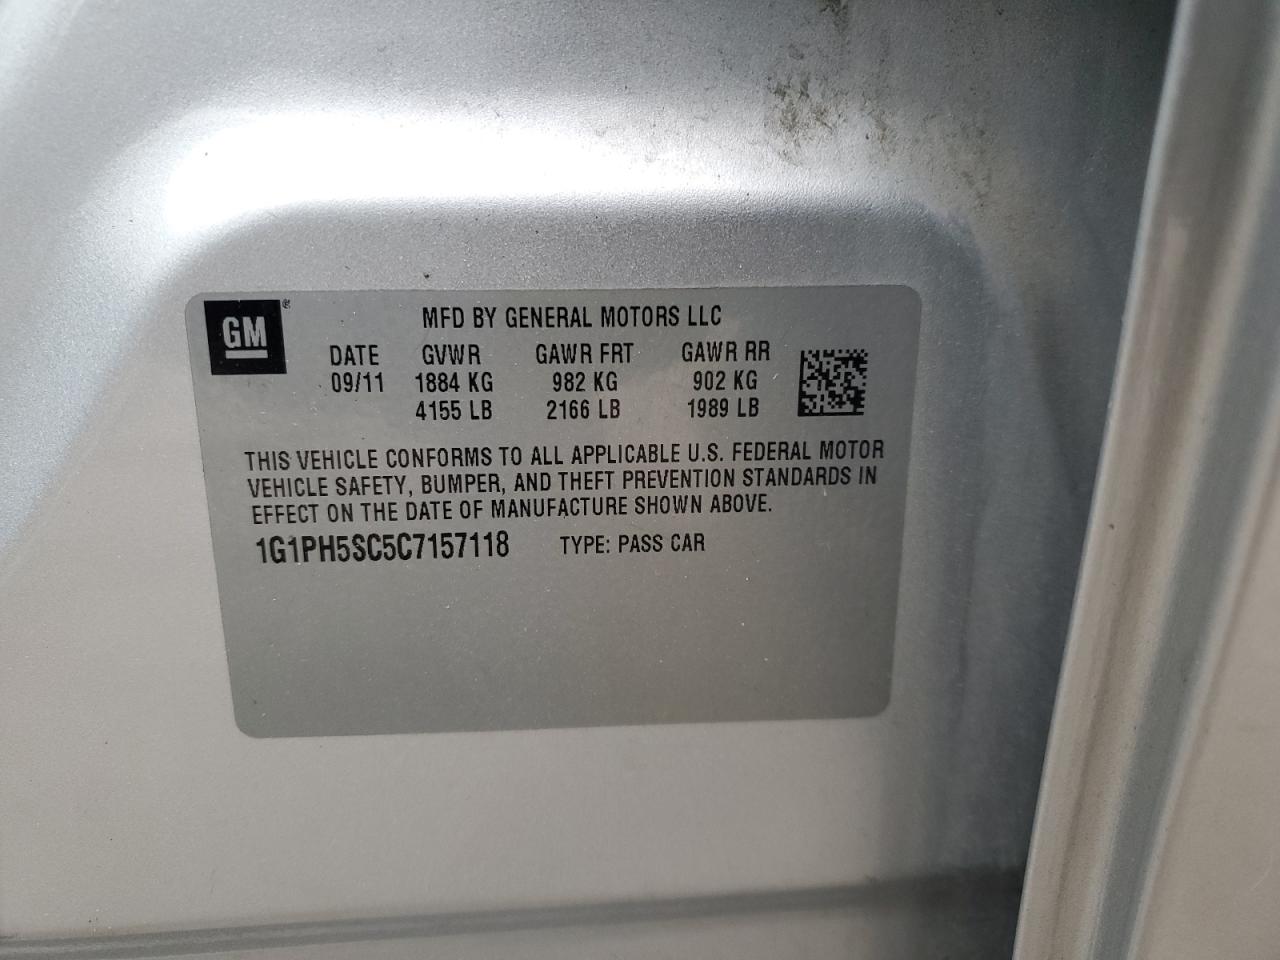 GM®
MFD BY GENERAL MOTORS LLC
DATE GVWR GAWR FRT GAWR RR
09/11 1884 KG 982 KG 902 KG
4155 LB 2166 LB 1989 LB
THIS VEHICLE CONFORMS TO ALL APPLICABLE U.S. FEDERAL MOTOR
VEHICLE SAFETY, BUMPER, AND THEFT PREVENTION STANDARDS IN
EFFECT ON THE DATE OF MANUFACTURE SHOWN ABOVE.
1G1PH5SC5C7157118 TYPE: PASS CAR